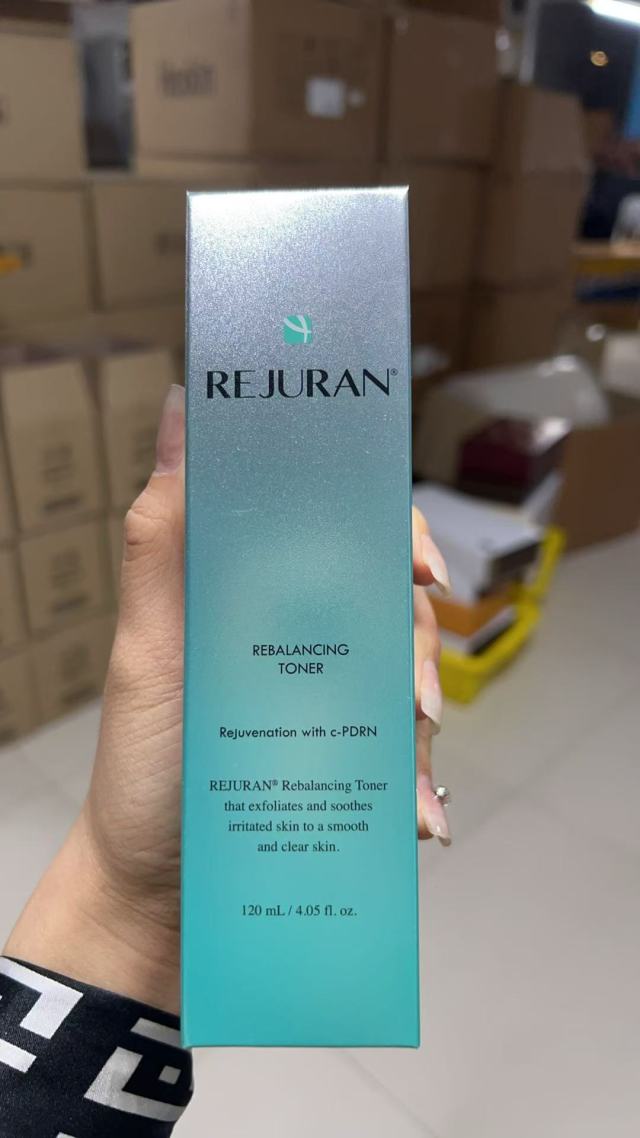 REJURAN®
REBALANCING
TONER
Rejuvenation with c-PDRN
REJURAN® Rebalancing Toner
that exfoliates and soothes
irritated skin to a smooth
and clear skin.
120 mL / 4.05 fl. oz.